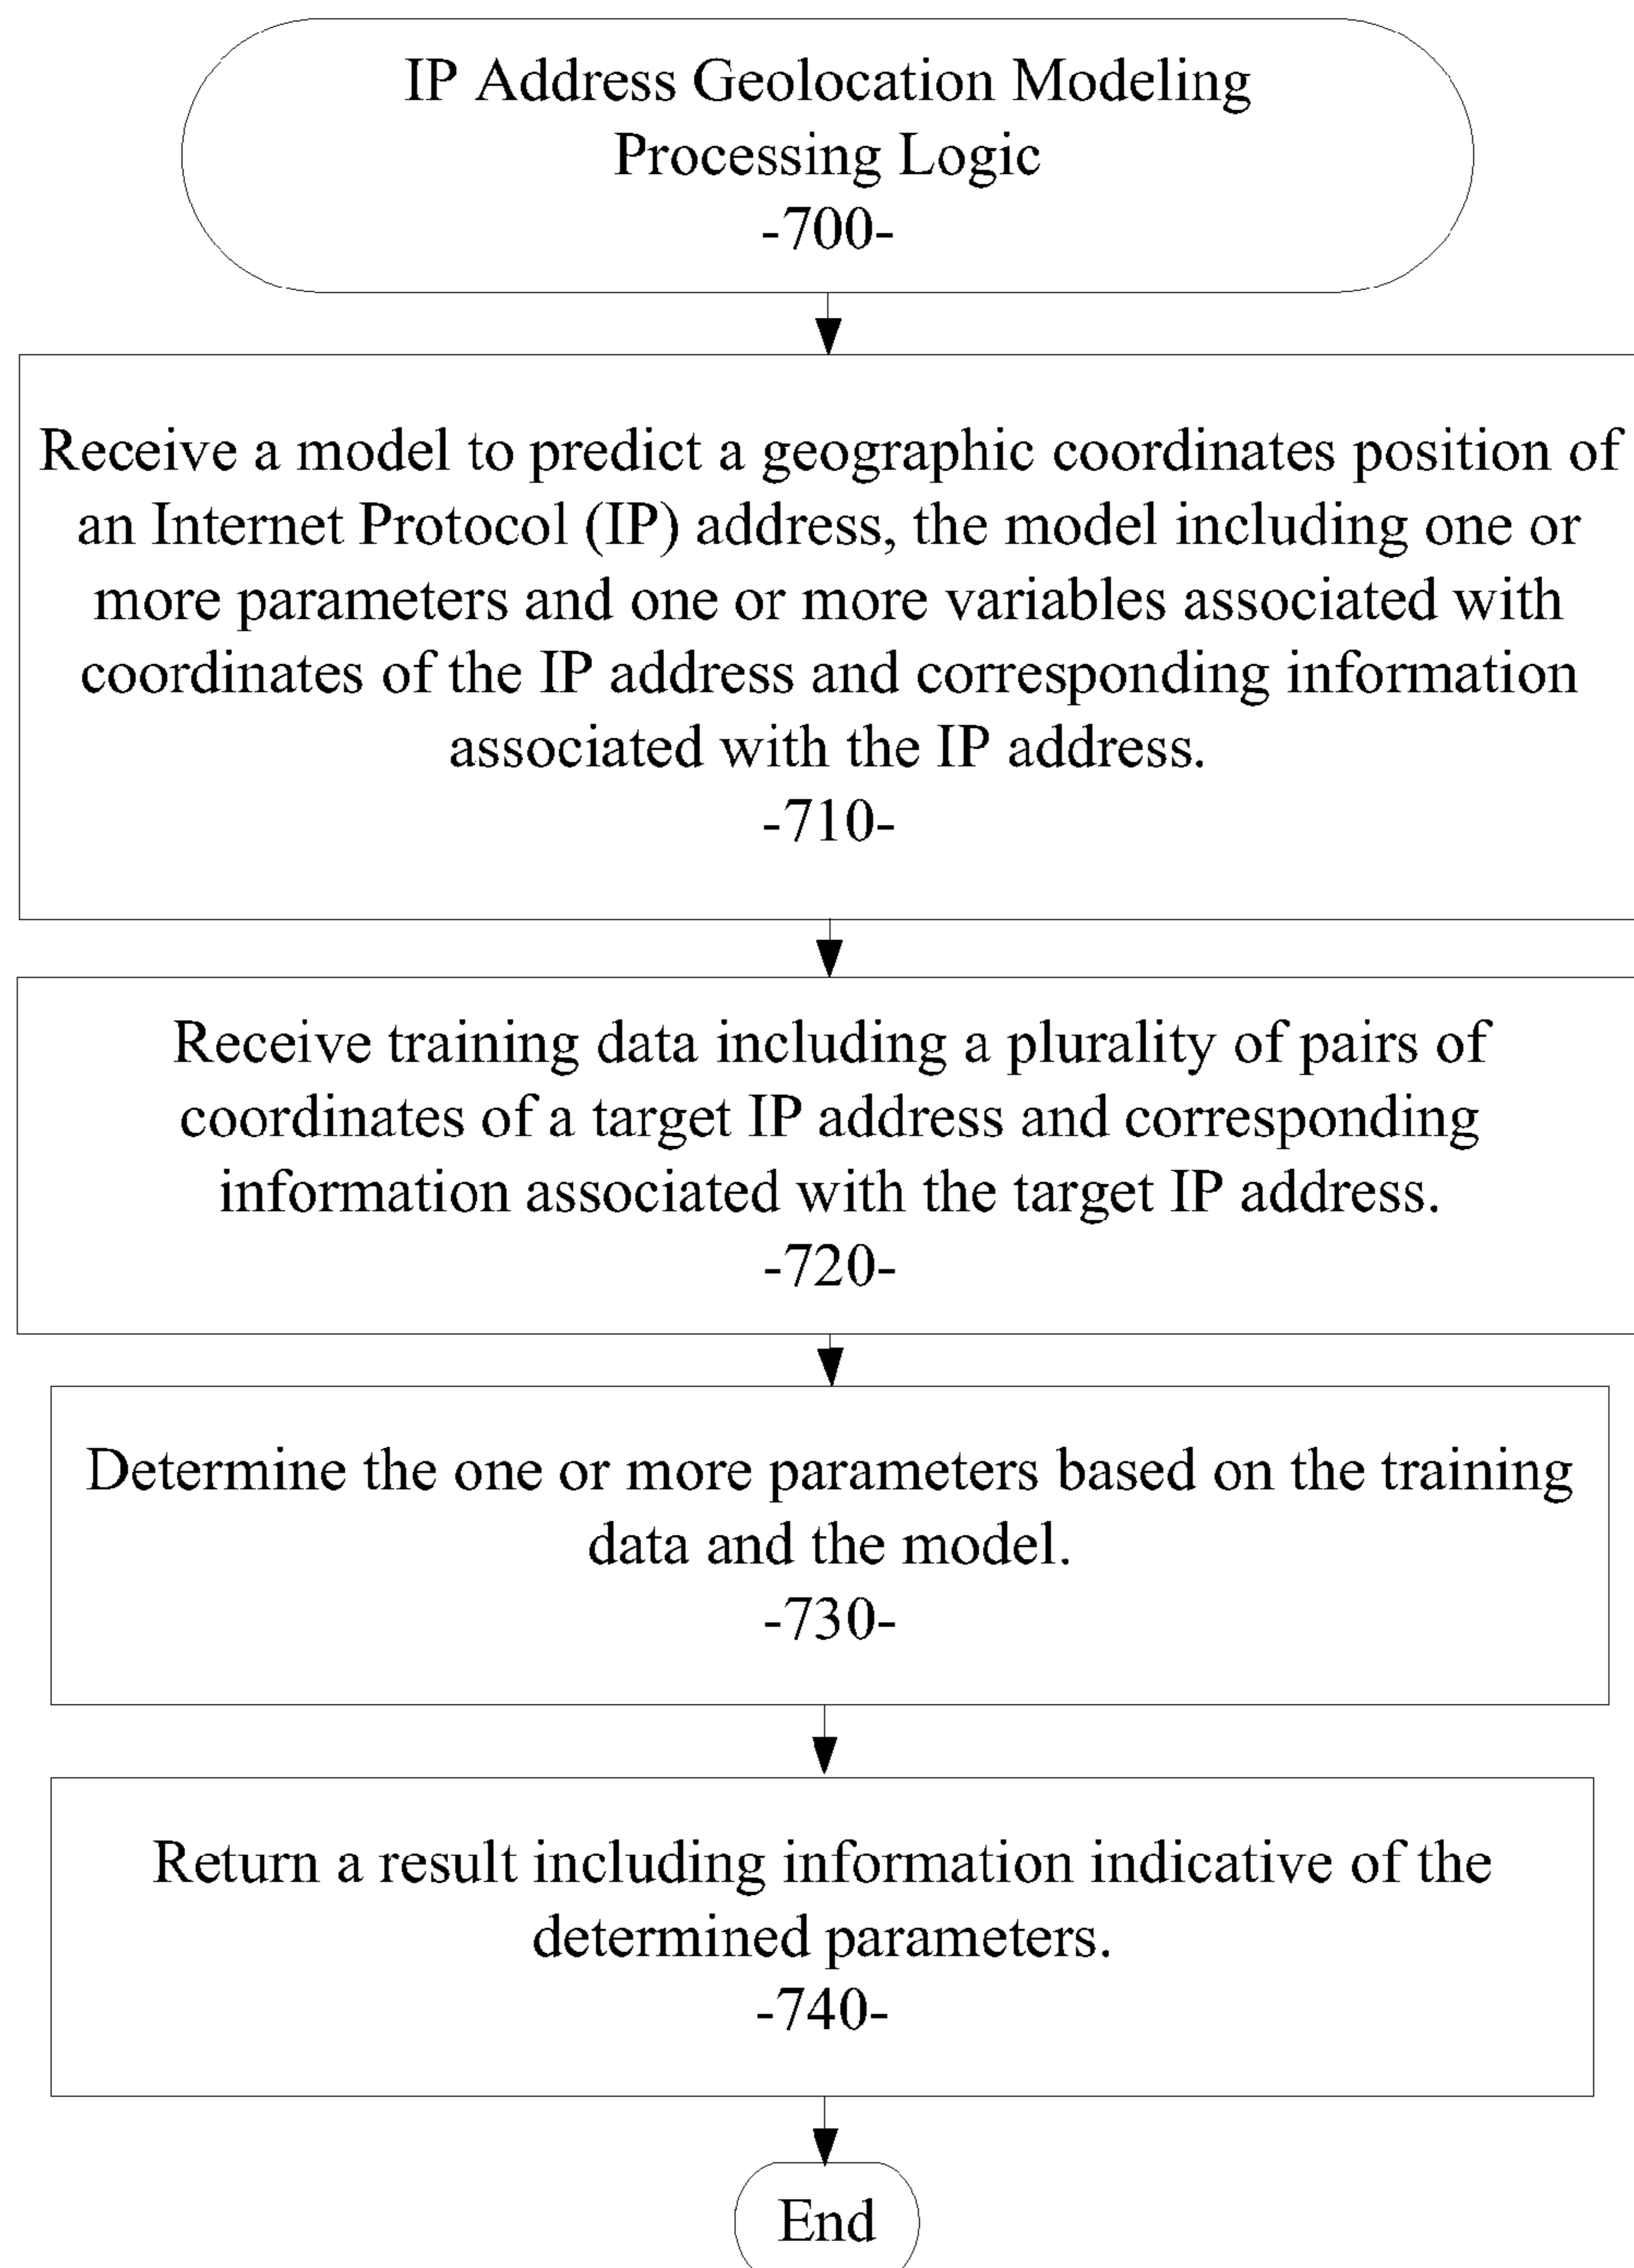 IP Address Geolocation Modeling
Processing Logic
-700-
Receive a model to predict a geographic coordinates position of
an Internet Protocol (IP) address, the model including one or
more parameters and one or more variables associated with
coordinates of the IP address and corresponding information
associated with the IP address.
-710-
Receive training data including a plurality of pairs of
coordinates of a target IP address and corresponding
information associated with the target IP address.
-720-
Determine the one or more parameters based on the training
data and the model.
-730-
Return a result including information indicative of the
determined parameters.
-740-
End